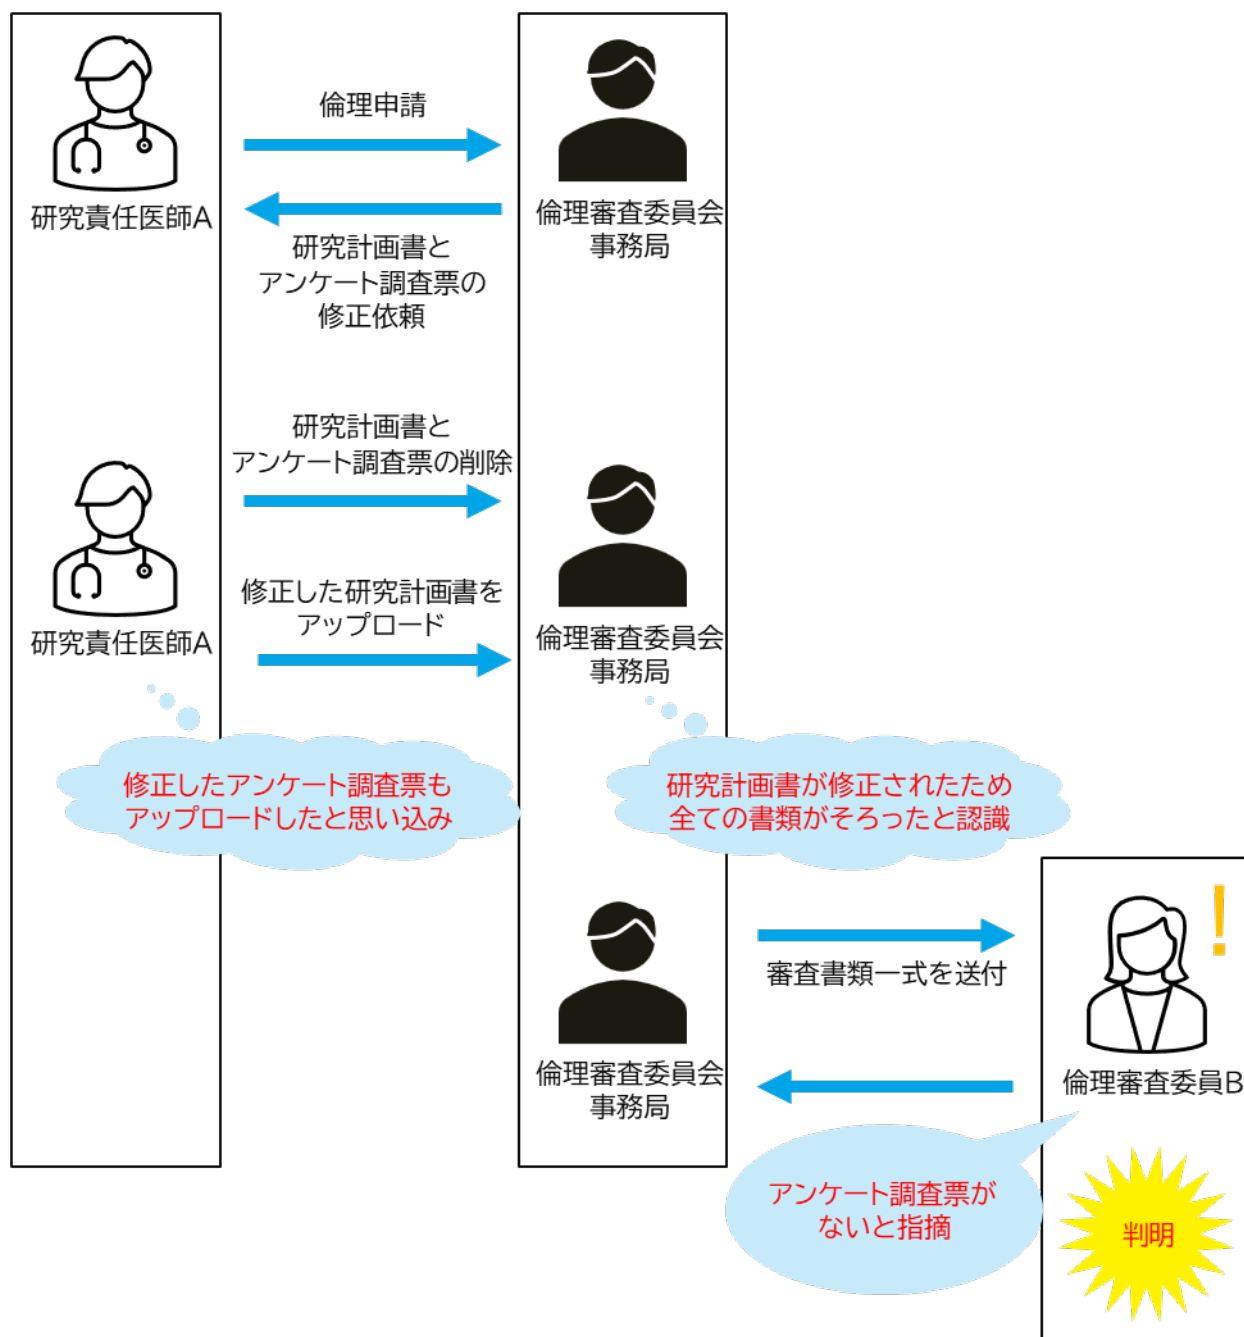 倫理申請
研究責任医師A
倫理審査委員会
事務局
研究計画書と
アンケート調査票の
修正依頼
研究計画書と
アンケート調査票の削除
修正した研究計画書を
アップロード
研究責任医師A
倫理審査委員会
事務局
修正したアンケート調査票も
アップロードしたと思い込み
研究計画書が修正されたため
全ての書類がそろったと認識
審査書類一式を送付
倫理審査委員会
事務局
!
倫理審査委員B
アンケート調査票が
ないと指摘
判明